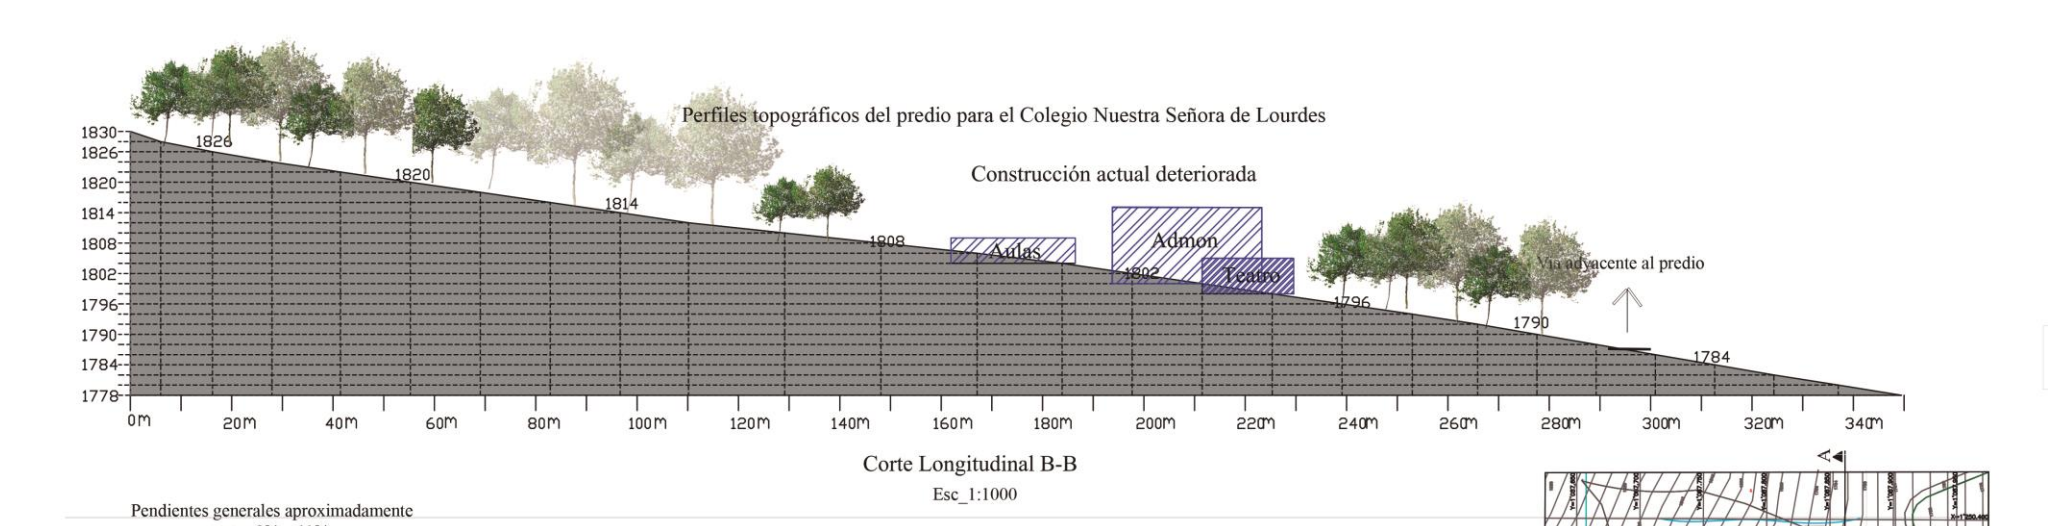 Perfiles topográficos del predio para el Colegio Nuestra Señora de Lourdes
Construcción actual deteriorada
1830
1826
1820
1814
1808
1802
1796
1790
1784
1778
1826
1820
1814
1808
Aulas
Admon
1802
Teatro
1796
Via adyacente al predio
1790
1784
0m 20m 40m 60m 80m 100m 120m 140m 160m 180m 200m 220m 240m 260m 280m 300m 320m 340m
Corte Longitudinal B-B
Esc_1:1000
A
Pendientes generales aproximadamente